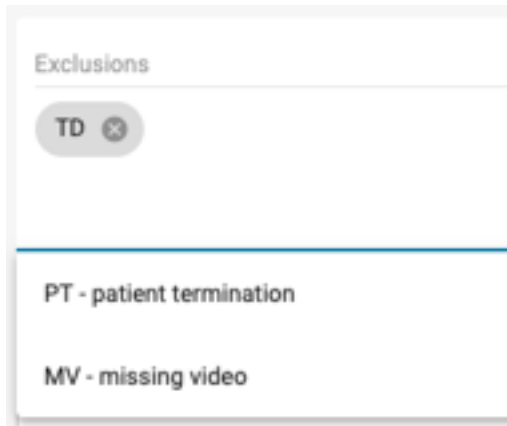 Exclusions
TD
PT - patient termination
MV - missing video